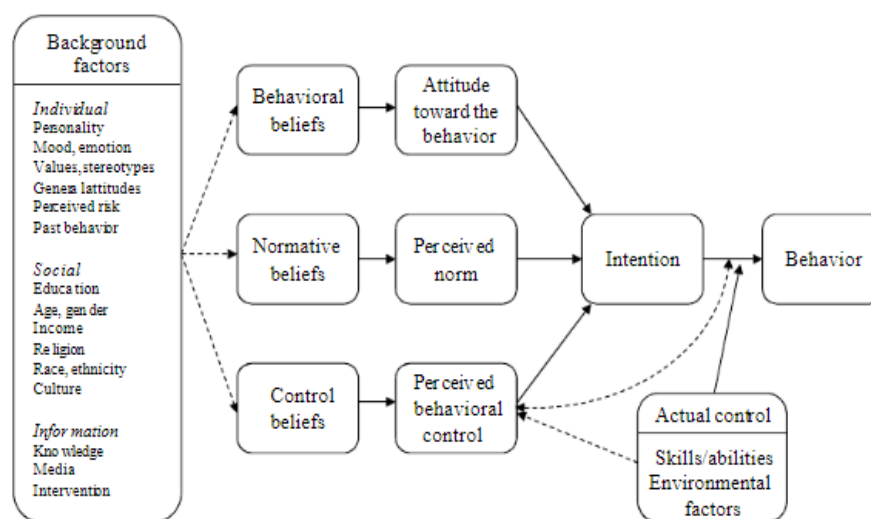 Background
factors
Individual
Personality
Mood, emotion
Values, stereotypes
Genera lattitudes
Perceived risk
Past behavior
Social
Education
Age, gender
Income
Religion
Race, ethnicity
Culture
Information
Knowledge
Media
Intervention
Behavioral
beliefs
Attitude
toward the
behavior
Normative
beliefs
Perceived
norm
Control
beliefs
Perceived
behavioral
control
Intention
Behavior
Actual control
Skills/abilities
Environmental
factors